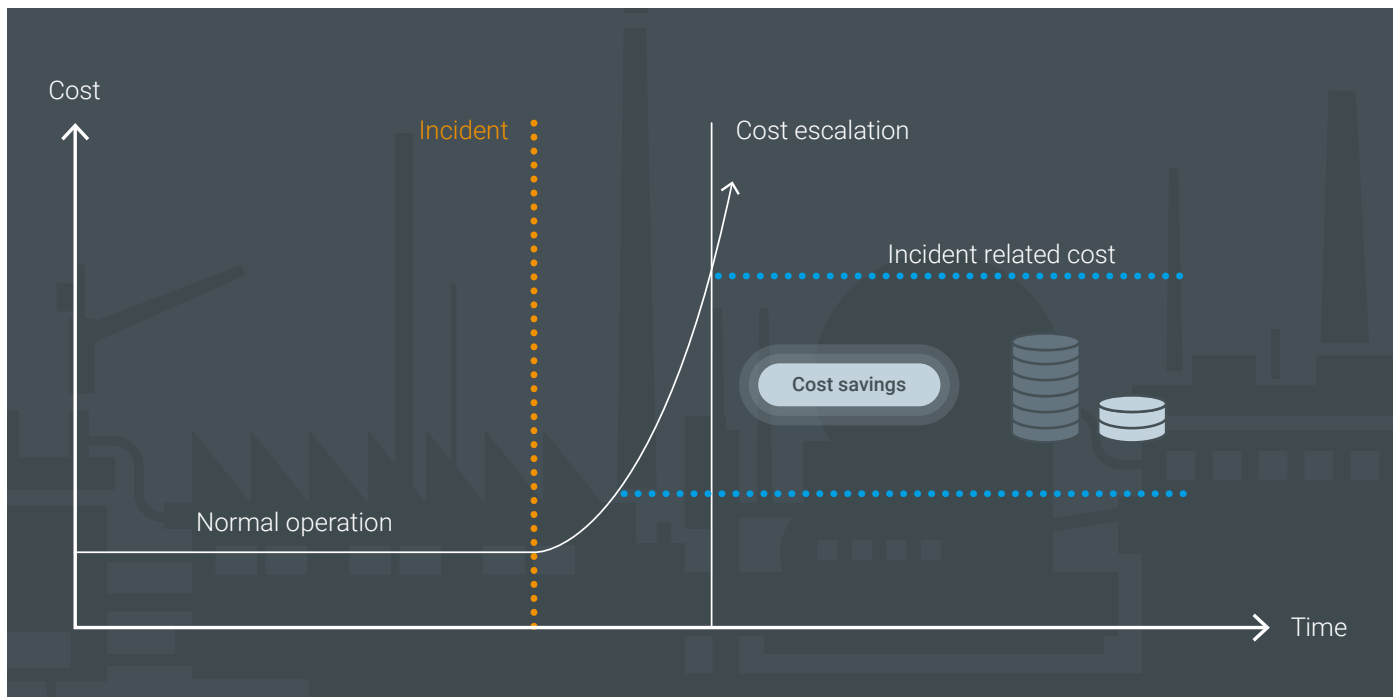 Cost
Incident
Cost escalation
Incident related cost
Cost savings
Normal operation
Time